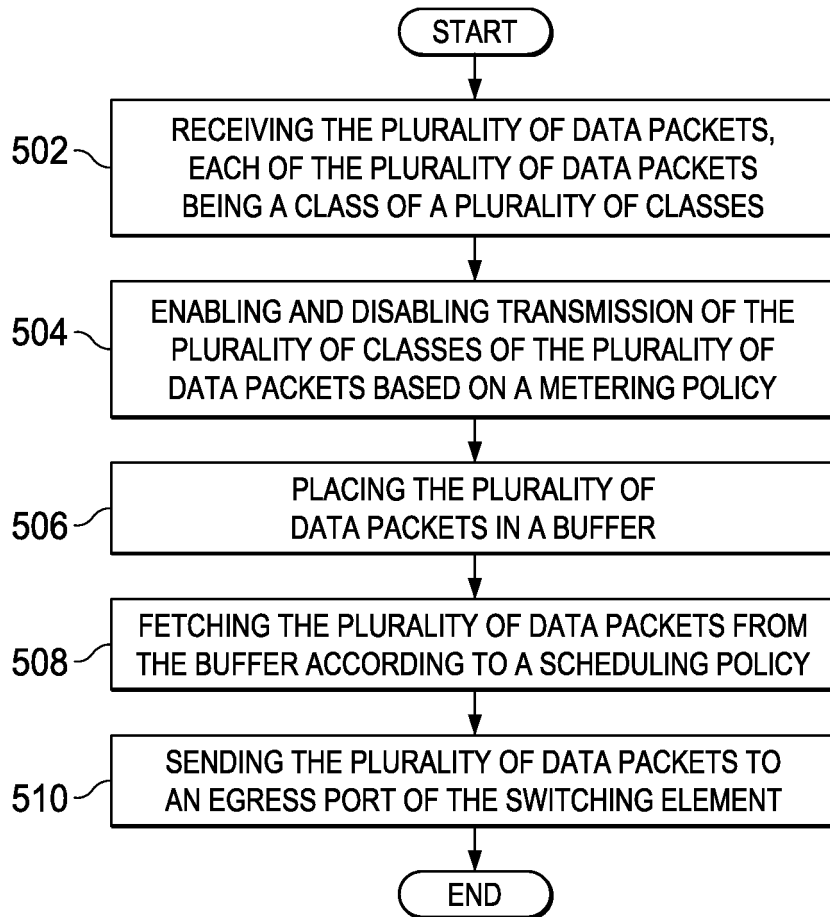 START
502
RECEIVING THE PLURALITY OF DATA PACKETS,
EACH OF THE PLURALITY OF DATA PACKETS
BEING A CLASS OF A PLURALITY OF CLASSES
504
ENABLING AND DISABLING TRANSMISSION OF THE
PLURALITY OF CLASSES OF THE PLURALITY OF
DATA PACKETS BASED ON A METERING POLICY
506
PLACING THE PLURALITY OF
DATA PACKETS IN A BUFFER
508
FETCHING THE PLURALITY OF DATA PACKETS FROM
THE BUFFER ACCORDING TO A SCHEDULING POLICY
510
SENDING THE PLURALITY OF DATA PACKETS TO
AN EGRESS PORT OF THE SWITCHING ELEMENT
END